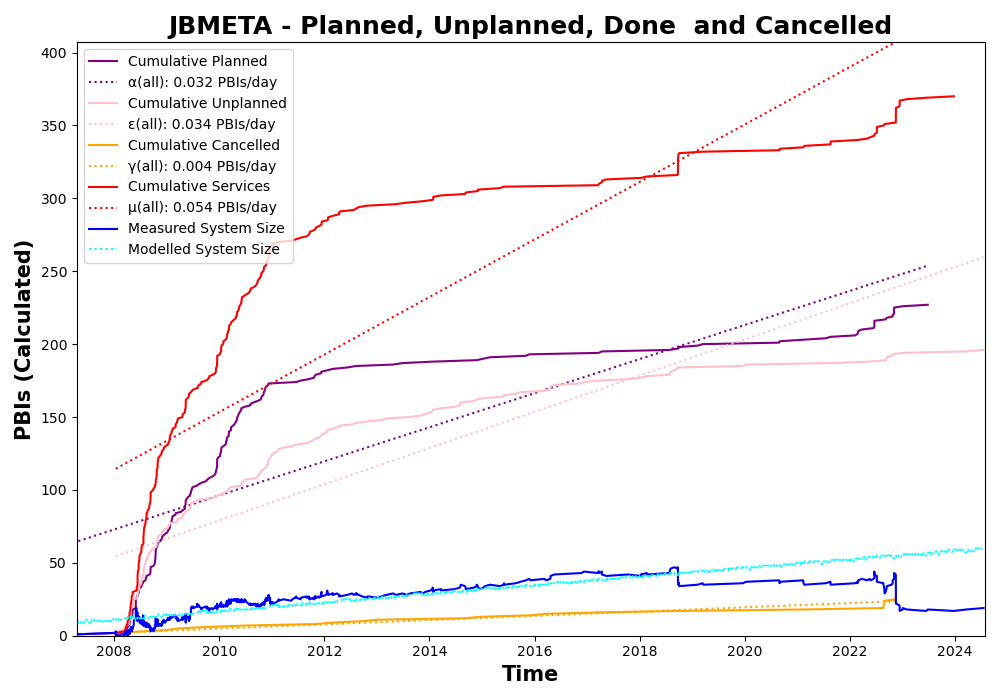 JBMETA - Planned, Unplanned, Done  and Cancelled
PBIs (Calculated)
400
350
300
250
200
150
100
50
0
Cumulative Planned
α(all): 0.032 PBIs/day
Cumulative Unplanned
ε(all): 0.034 PBIs/day
Cumulative Cancelled
γ(all): 0.004 PBIs/day
Cumulative Services
μ(all): 0.054 PBIs/day
Measured System Size
Modelled System Size
2008 2010 2012 2014 2016 2018 2020 2022 2024
Time